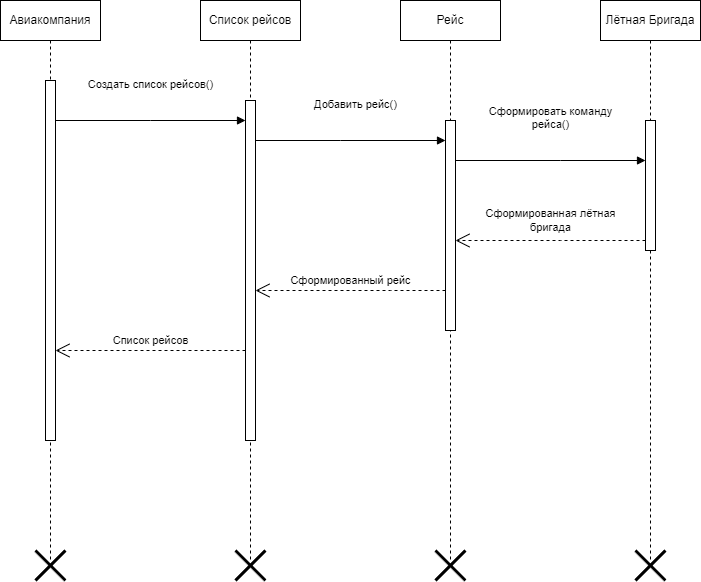 Авиакомпания
Список рейсов
Рейс
Лётная Бригада
Создать список рейсов()
Добавить рейс()
Сформировать команду
рейса()
Сформированная лётная
бригада
Сформированный рейс
Список рейсов